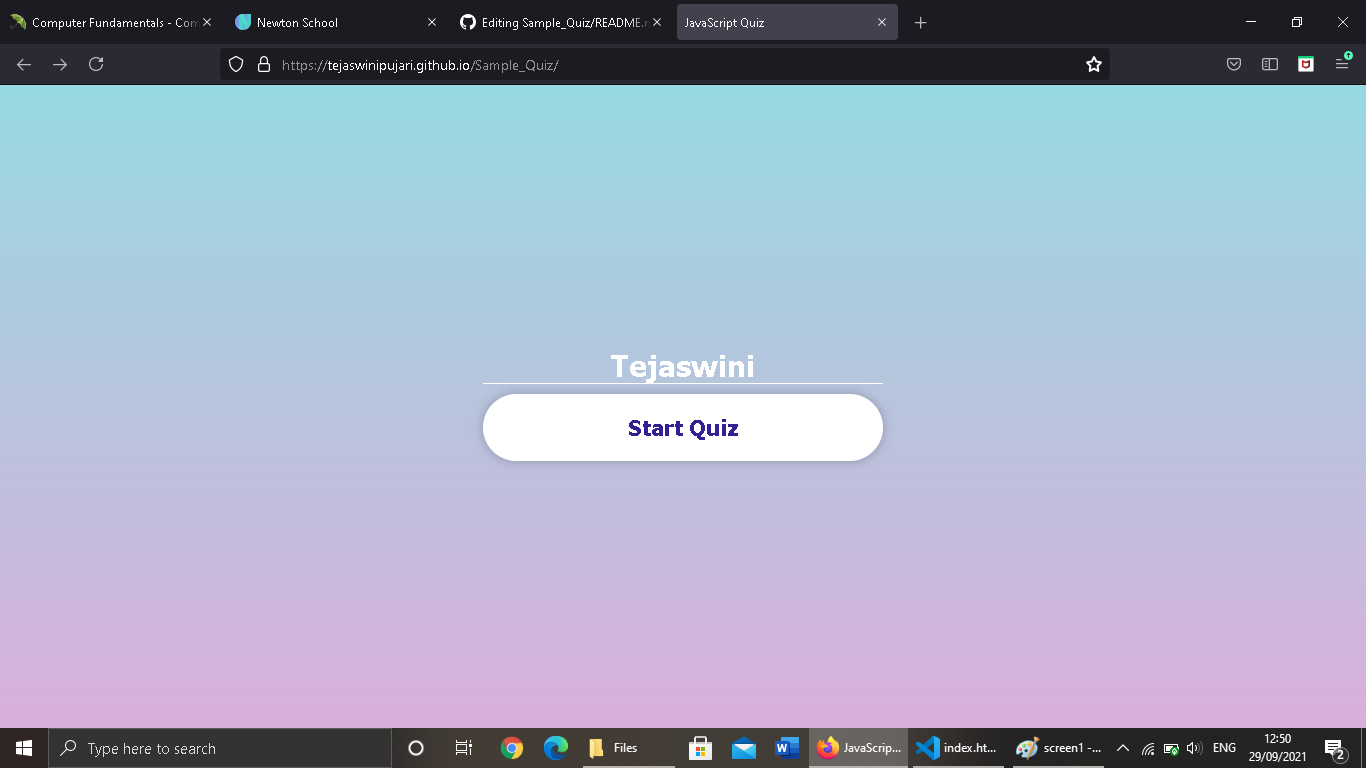 Computer Fundamentals - Com
Newton School
Editing Sample_Quiz/README.m
JavaScript Quiz
https://tejaswinipujari.github.io/Sample_Quiz/
Tejaswini
Start Quiz
Type here to search
Files
JavaScrip...
index.ht...
screen1 -...
ENG
12:50
29/09/2021
2